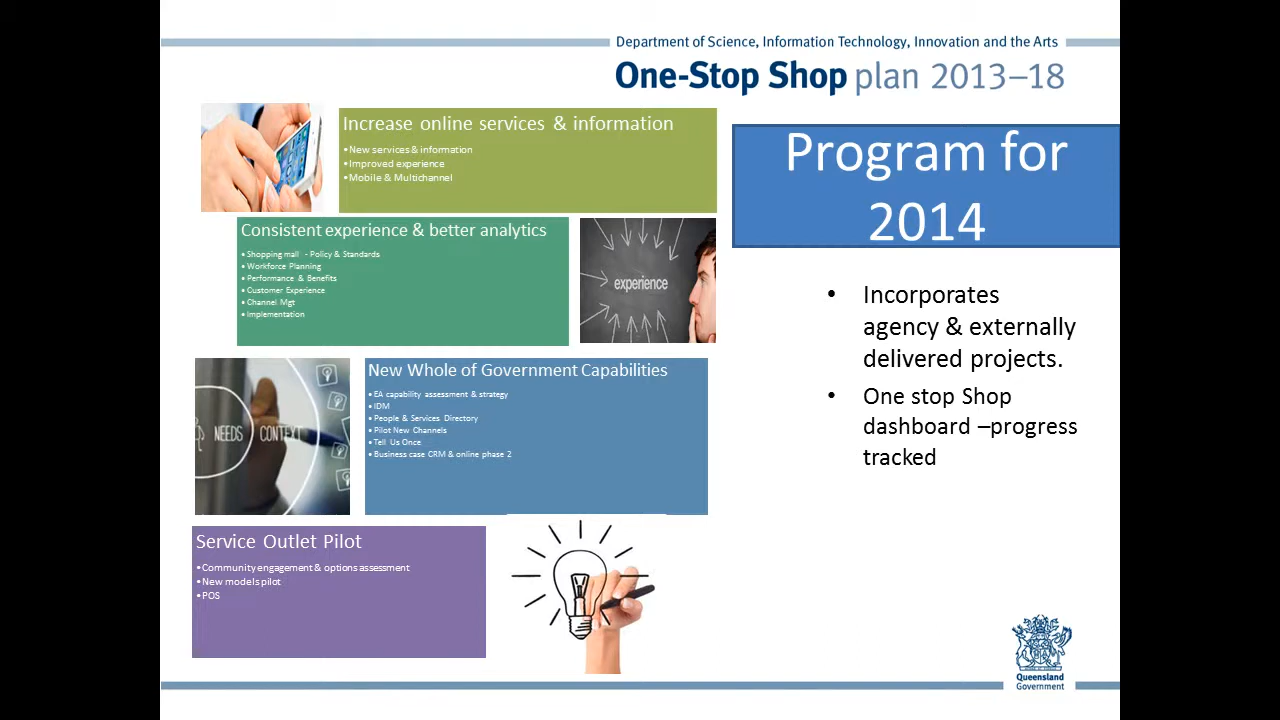 Department of Science, Information Technology, Innovation and the Arts
One-Stop Shop plan 2013–18
Increase online services & information
•New services & information
•Improved experience
•Mobile & Multichannel
Program for
2014
Consistent experience & better analytics
•Shopping mall - Policy & Standards
•Workforce Planning
•Performance & Benefits
•Customer Experience
•Channel Mgt
•Implementation
experience
• Incorporates
agency & externally
delivered projects.
• One stop Shop
dashboard –progress
tracked
NEEDS CONTEXT
New Whole of Government Capabilities
•EA capability assessment & strategy
•IDM
•People & Services Directory
•Pilot New Channels
•Tell Us Once
•Business case CRM & online phase 2
Service Outlet Pilot
•Community engagement & options assessment
•New models pilot
•POS
Queensland
Government